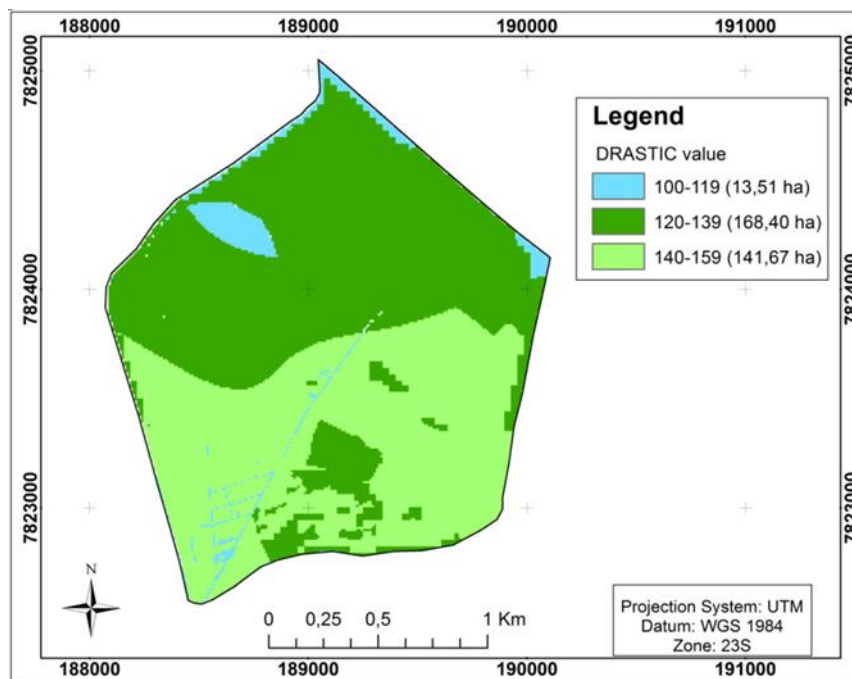 188000 189000 190000 191000
7825000 7825000
Legend
DRASTIC value
100-119 (13,51 ha)
120-139 (168,40 ha)
140-159 (141,67 ha)
7824000 7824000
7823000 7823000
N
0 0,25 0,5 1 Km
Projection System: UTM
Datum: WGS 1984
Zone: 23S
188000 189000 190000 191000